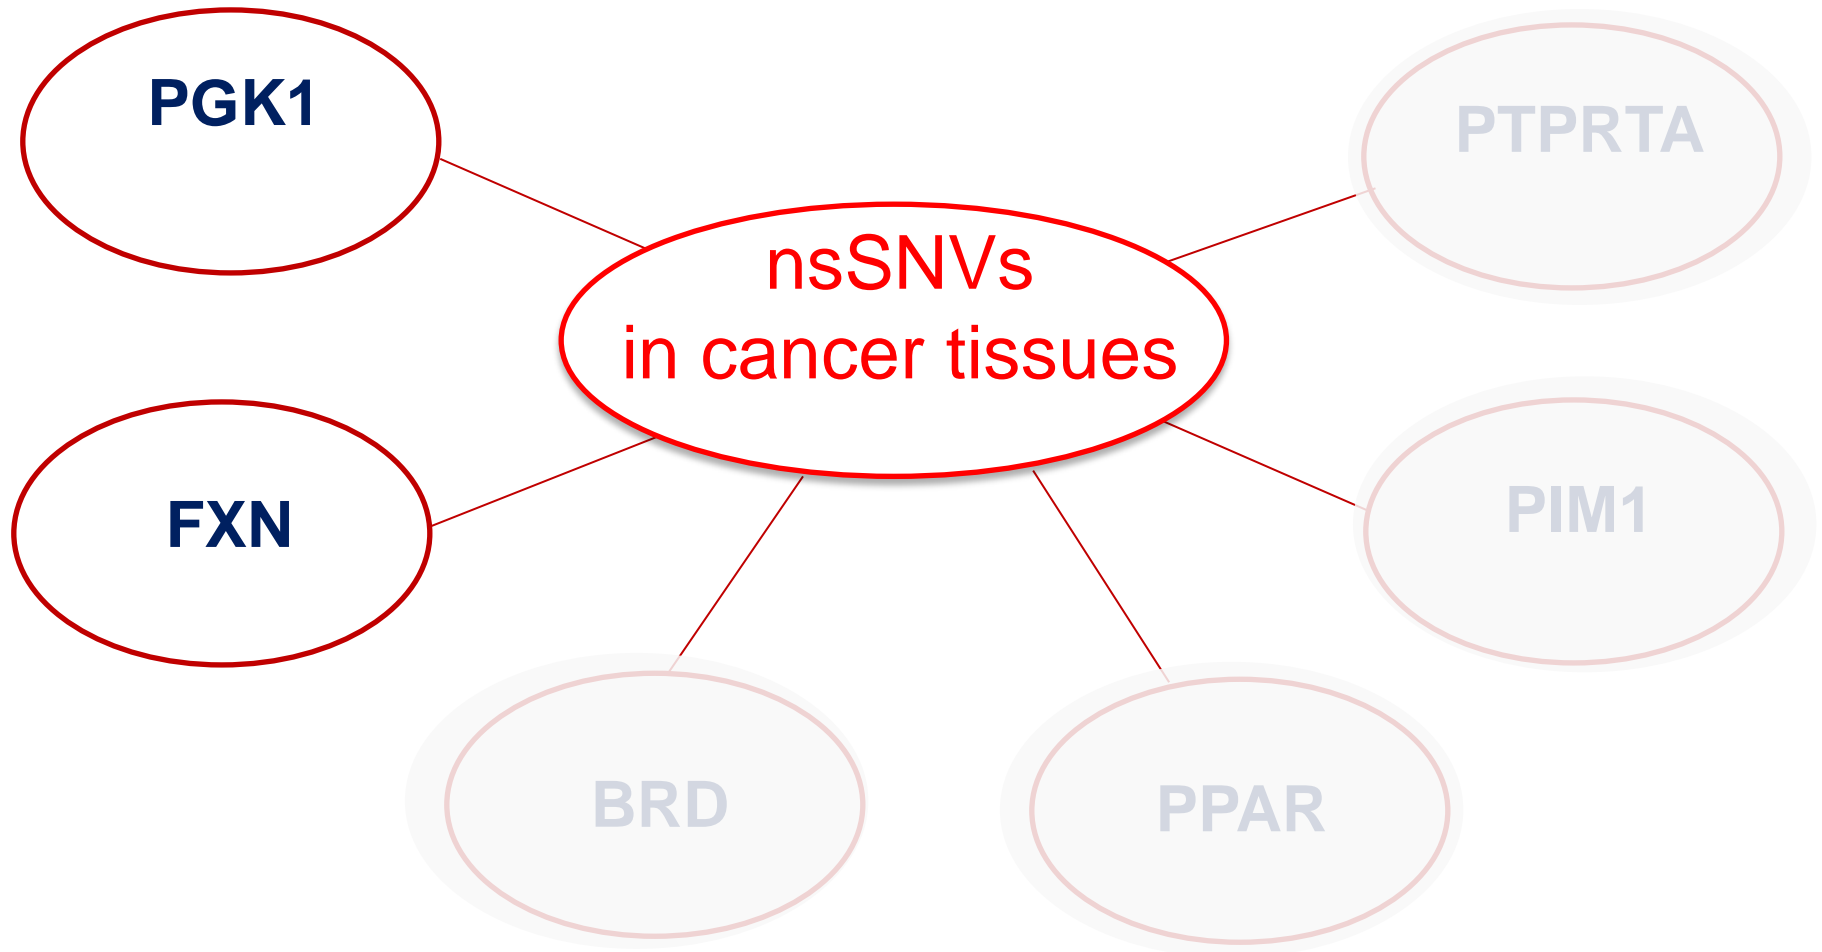 PGK1
PTPRTA
nsSNVs
in cancer tissues
FXN
PIM1
BRD
PPAR